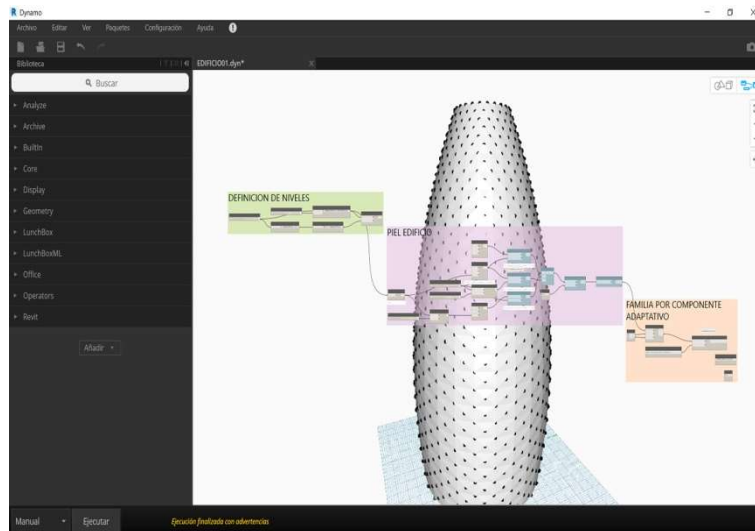 R Dynamo
Archivo Editar Ver Paquetes Configuración Ayuda !
Biblioteca
EDIFICIO01.dyn* X
Buscar
Analyze
Archive
BuiltIn
Core
Display
Geometry
LunchBox
LunchBoxML
Office
Operators
Revit
Añadir
DEFINICION DE NIVELES
PIEL EDIFICIO
FAMILIA POR COMPONENTE
ADAPTATIVO
Manual Ejecutar Ejecución finalizada con advertencias